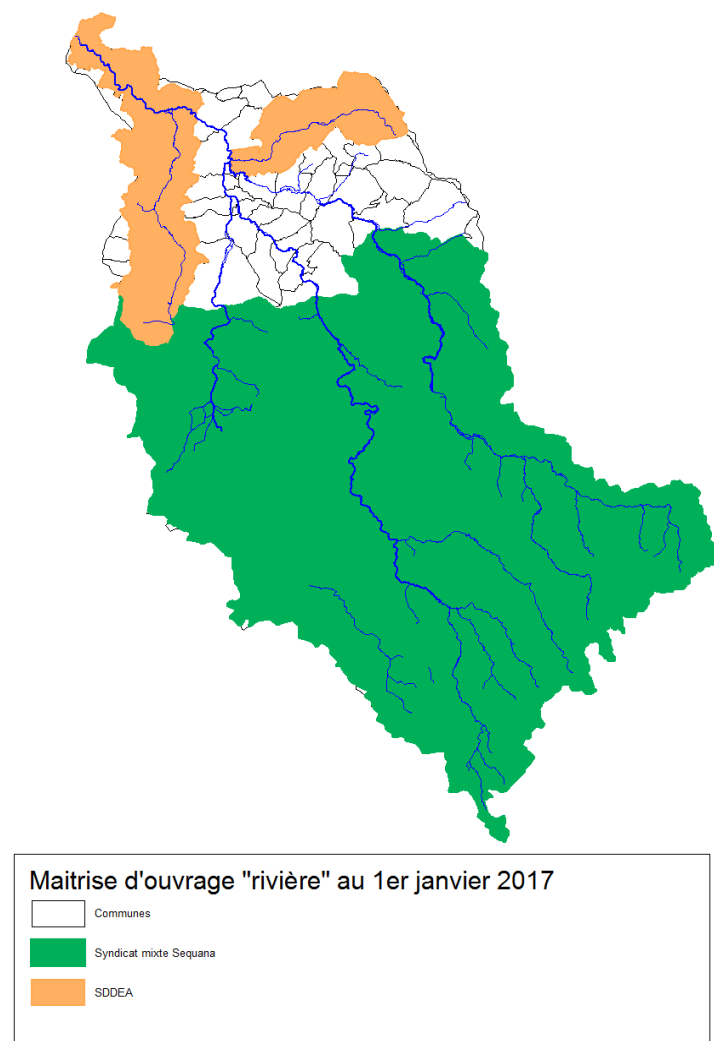 Maitrise d'ouvrage "rivière" au 1er janvier 2017
Communes
Syndicat mixte Sequana
SDDEA